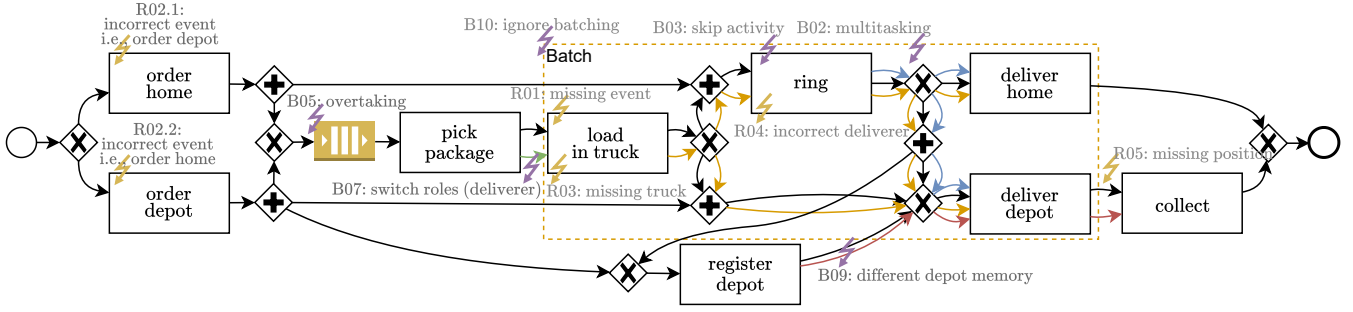 R02.1:
incorrect event
i.e., order depot
order
home
R02.2:
incorrect event
i.e., order home
order
depot
B05: overtaking
pick
package
B07: switch roles (deliverer)
B10: ignore batching
Batch
R01: missing event
load
in truck
R03: missing truck
B03: skip activity
ring
R04: incorrect deliverer
B02: multitasking
deliver
home
deliver
depot
register
depot
B09: different depot memory
R05: missing position
collect